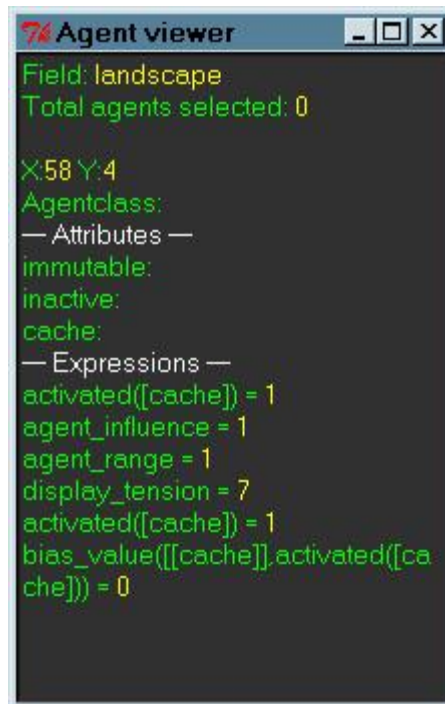 Agent viewer
Field: landscape
Total agents selected: 0
X:58 Y:4
Agentclass:
— Attributes —
immutable:
inactive:
cache:
— Expressions —
activated([cache]) = 1
agent_influence = 1
agent_range = 1
display_tension = 7
activated([cache]) = 1
bias_value([[cache]],activated([ca
che])) = 0